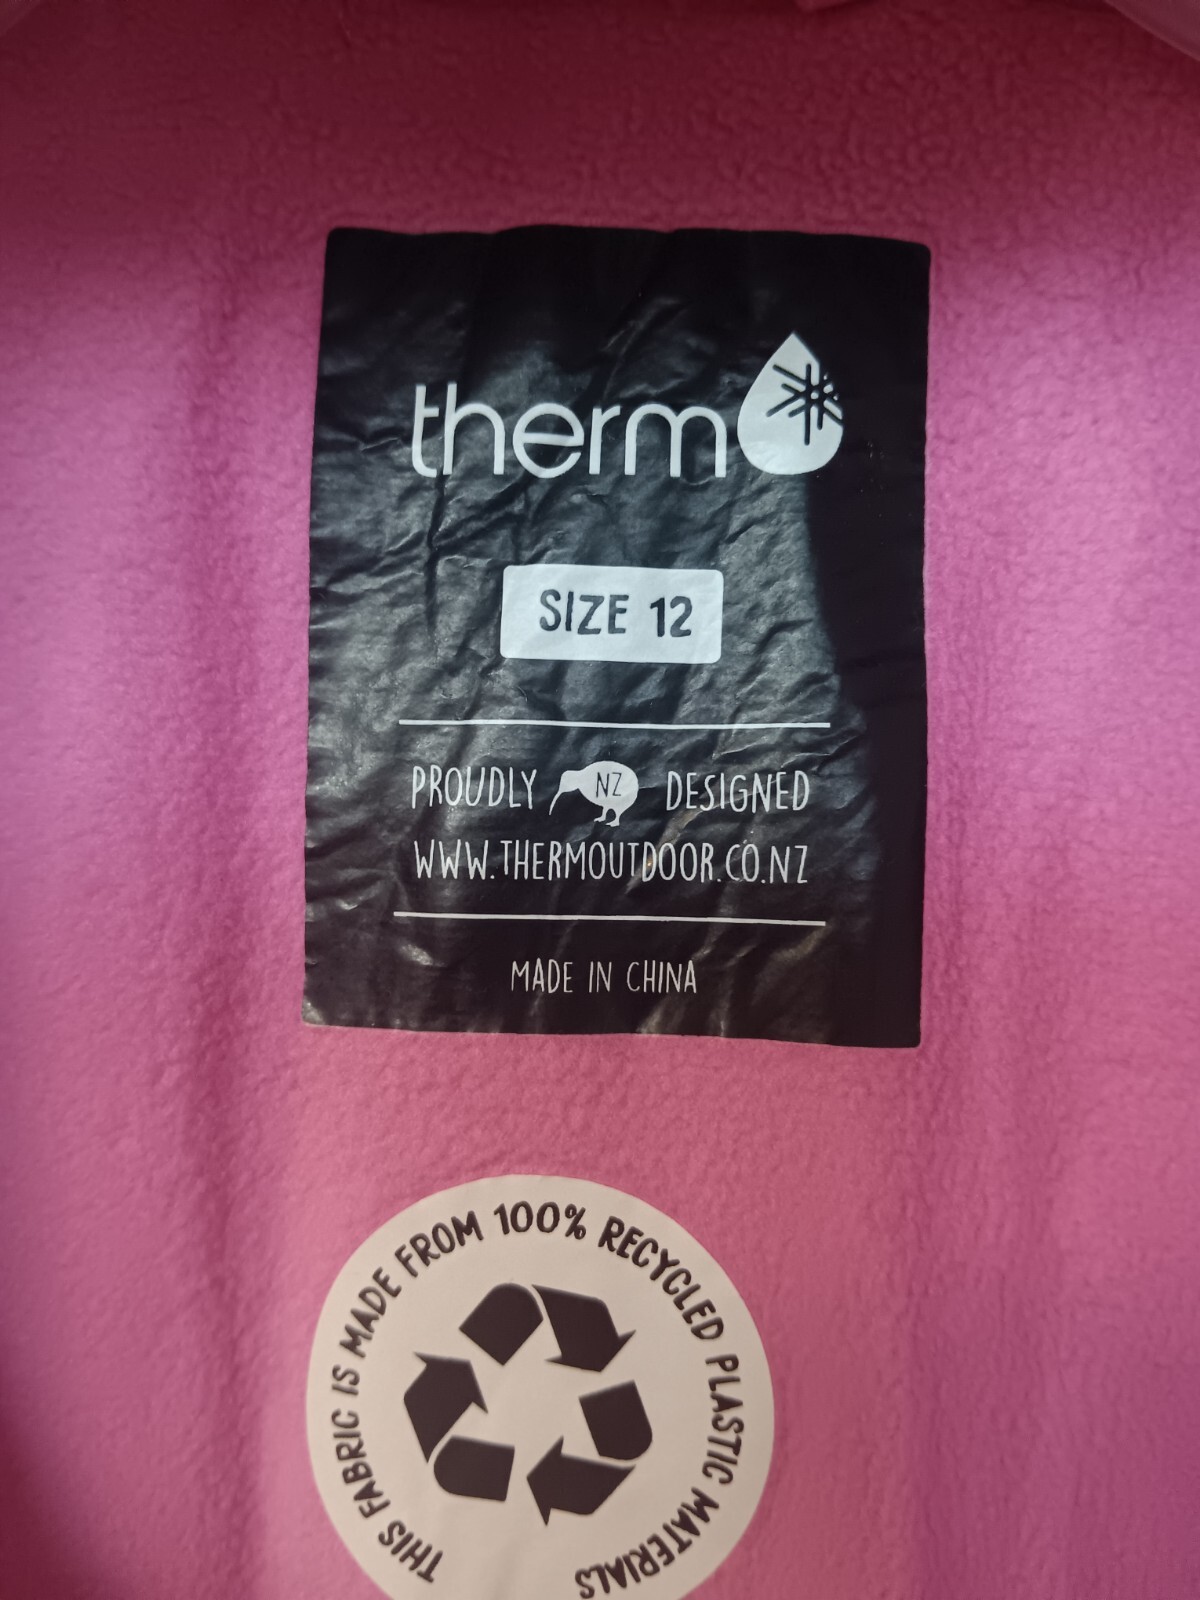 therm
SIZE 12
PROUDLY NZ DESIGNED
WWW.THERMOUTDOOR.CO.NZ
MADE IN CHINA
THIS FABRIC IS MADE FROM 100% RECYCLED PLASTIC MATERIALS